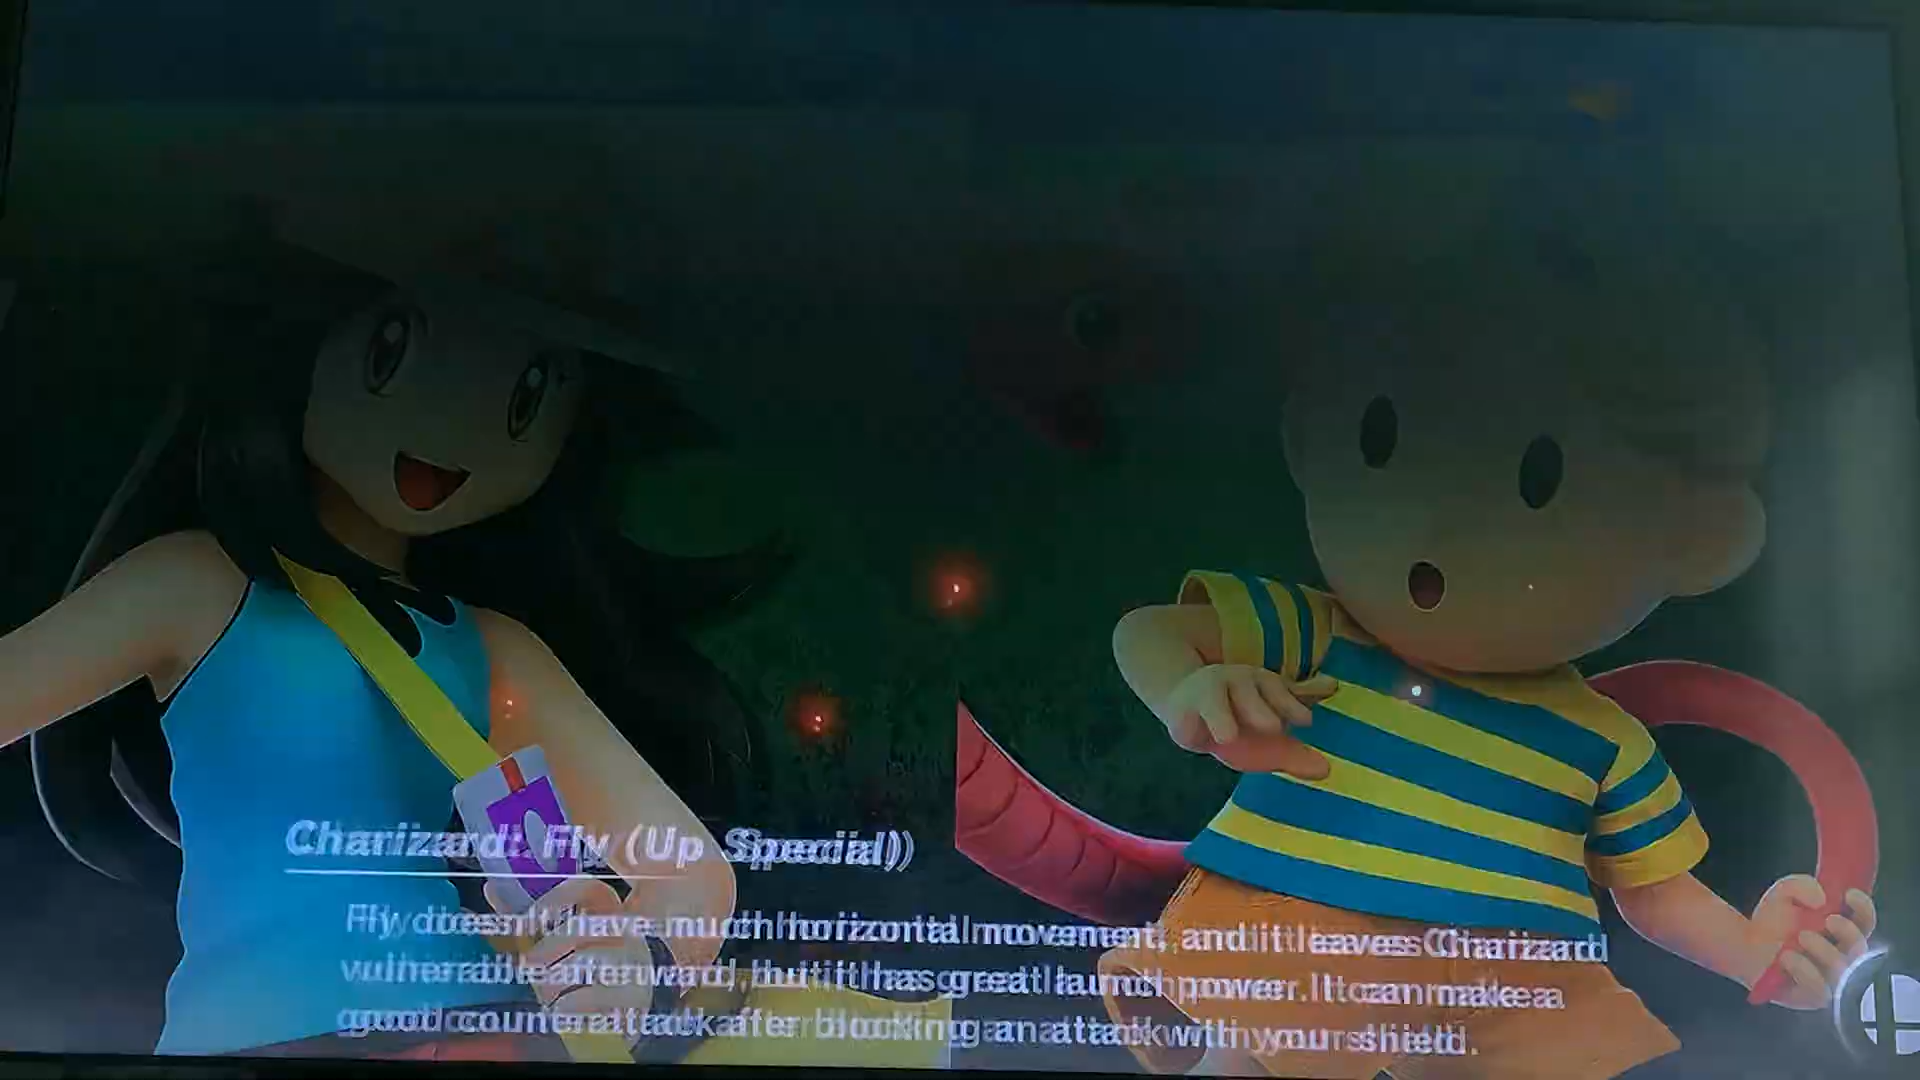 Charizard: Fly (Up Special)
Fly doesn't have much horizontal movement, and it leaves Charizard
vulnerable afterward, but it has great launch power. It can make a
good counterattack after blocking an attack with your shield.